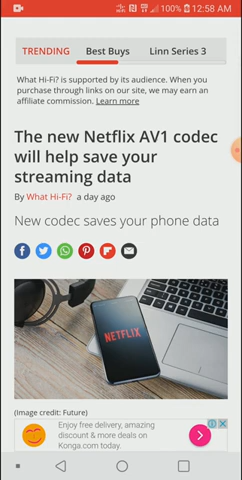 100% 12:58 AM
TRENDING Best Buys Linn Series 3
What Hi-Fi? is supported by its audience. When you
purchase through links on our site, we may earn an
affiliate commission. Learn more
The new Netflix AV1 codec
will help save your
streaming data
By What Hi-Fi? a day ago
New codec saves your phone data
NETFLIX
(Image credit: Future)
Enjoy free delivery, amazing
discount & more deals on
Konga.com today.